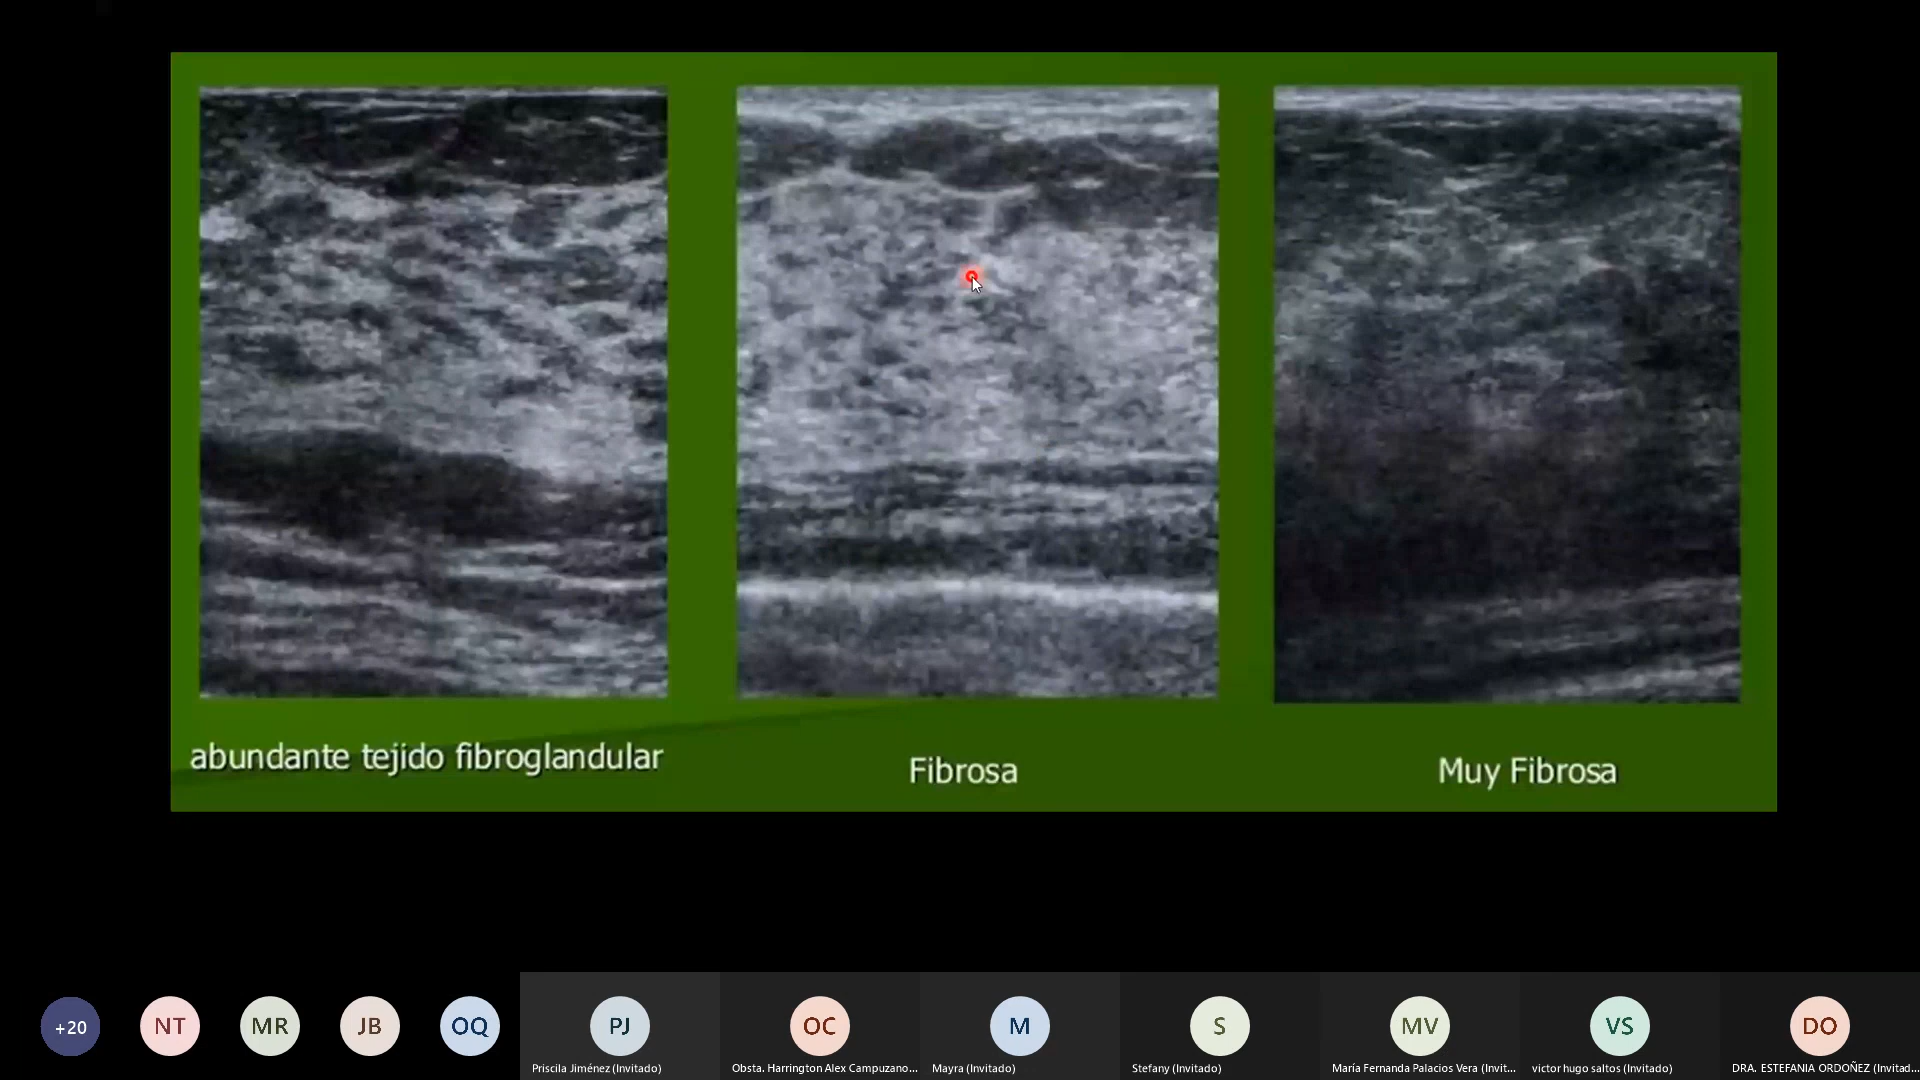 abundante tejido fibroglandular
Fibrosa
Muy Fibrosa
+20
NT
MR
JB
OQ
PJ
OC
M
S
MV
VS
DO
Priscila Jiménez (Invitado)
Obsta. Harrington Alex Campuzano...
Mayra (Invitado)
Stefany (Invitado)
María Fernanda Palacios Vera (Invit...
victor hugo saltos (Invitado)
DRA. ESTEFANIA ORDOÑEZ (Invitad...